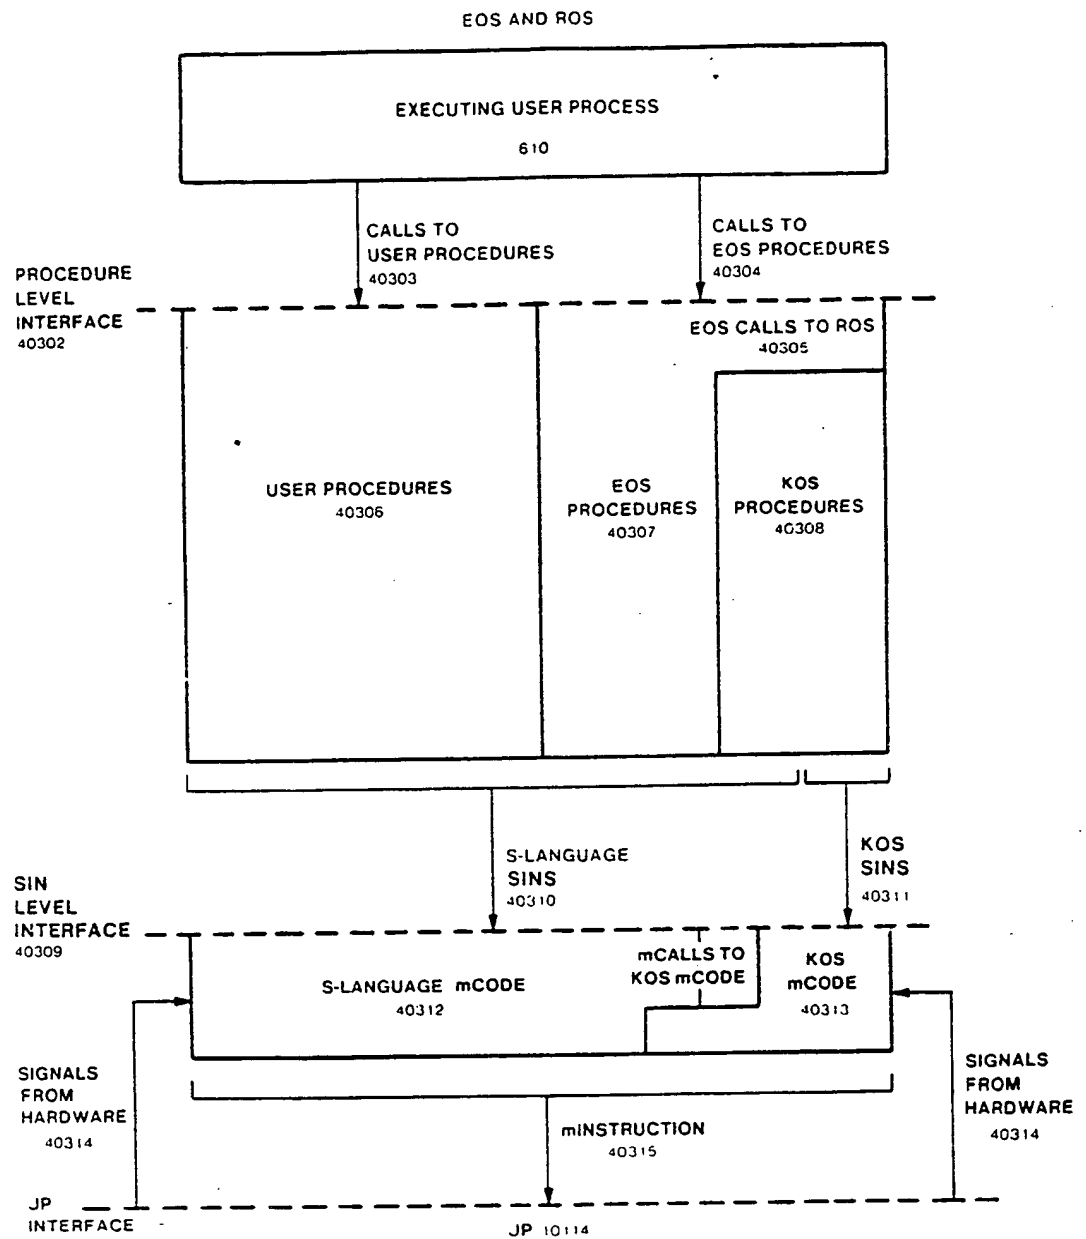 EOS AND ROS
EXECUTING USER PROCESS
610
CALLS TO
USER PROCEDURES
40303
CALLS TO
EOS PROCEDURES
40304
PROCEDURE
LEVEL
INTERFACE
40302
EOS CALLS TO ROS
40305
USER PROCEDURES
40306
EOS
PROCEDURES
40307
KOS
PROCEDURES
40308
S-LANGUAGE
SINS
40310
KOS
SINS
40311
SIN
LEVEL
INTERFACE
40309
S-LANGUAGE mCODE
40312
mCALLS TO
KOS mCODE
KOS
mCODE
40313
SIGNALS
FROM
HARDWARE
40314
mINSTRUCTION
40315
SIGNALS
FROM
HARDWARE
40314
JP
INTERFACE
JP 10114